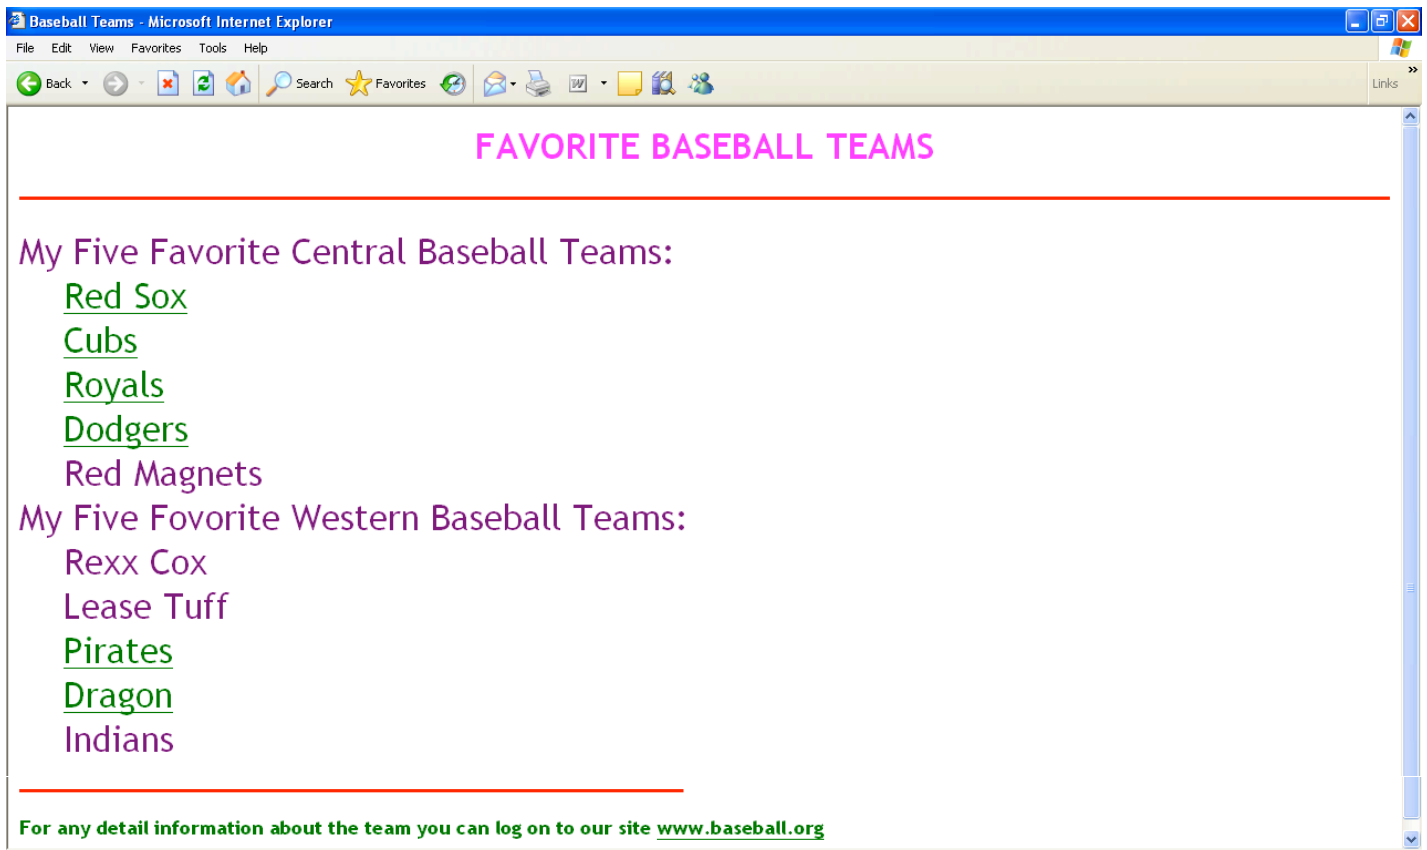 Baseball Teams - Microsoft Internet Explorer
File Edit View Favorites Tools Help
Back Search Favorites W Links
FAVORITE BASEBALL TEAMS
My Five Favorite Central Baseball Teams:
Red Sox
Cubs
Royals
Dodgers
Red Magnets
My Five Fovorite Western Baseball Teams:
Rexx Cox
Lease Tuff
Pirates
Dragon
Indians
For any detail information about the team you can log on to our site www.baseball.org